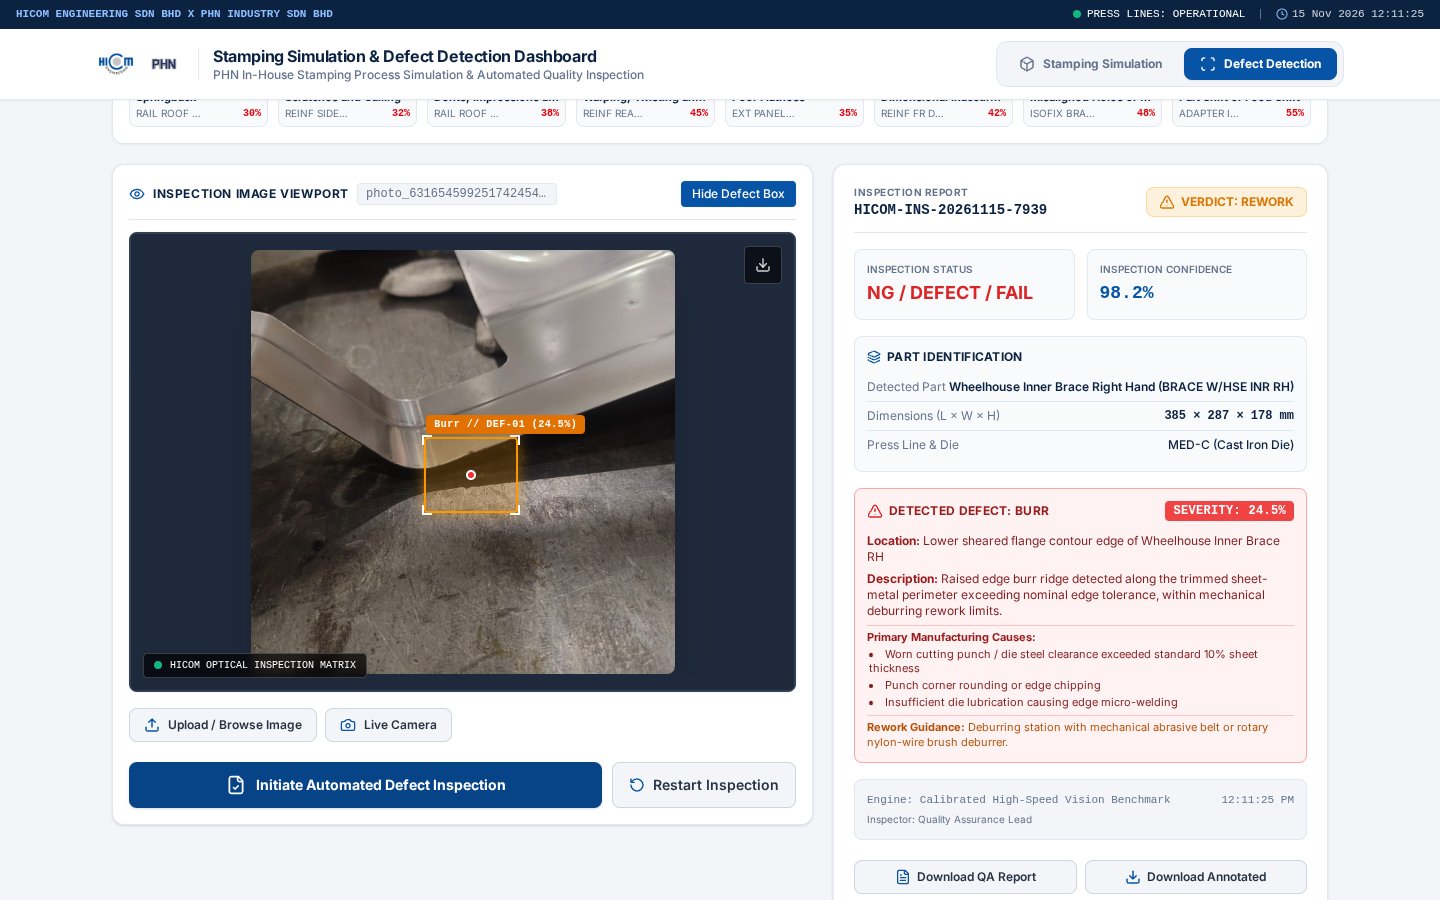 HICOM ENGINEERING SDN BHD X PHN INDUSTRY SDN BHD
PRESS LINES: OPERATIONAL | 15 Nov 2026 12:11:25
HICOM
PHN
Stamping Simulation & Defect Detection Dashboard
PHN In-House Stamping Process Simulation & Automated Quality Inspection
Stamping Simulation
Defect Detection
RAIL ROOF ... 30%
REINF SIDE... 32%
RAIL ROOF ... 38%
REINF REA... 45%
EXT PANEL... 35%
REINF FR D... 42%
ISOFIX BRA... 48%
ADAPTER I... 55%
INSPECTION IMAGE VIEWPORT
photo_631654599251742454…
Hide Defect Box
Burr // DEF-01 (24.5%)
HICOM OPTICAL INSPECTION MATRIX
Upload / Browse Image
Live Camera
Initiate Automated Defect Inspection
Restart Inspection
INSPECTION REPORT
HICOM-INS-20261115-7939
VERDICT: REWORK
INSPECTION STATUS
NG / DEFECT / FAIL
INSPECTION CONFIDENCE
98.2%
PART IDENTIFICATION
Detected Part Wheelhouse Inner Brace Right Hand (BRACE W/HSE INR RH)
Dimensions (L × W × H) 385 × 287 × 178 mm
Press Line & Die MED-C (Cast Iron Die)
DETECTED DEFECT: BURR
SEVERITY: 24.5%
Location: Lower sheared flange contour edge of Wheelhouse Inner Brace
RH
Description: Raised edge burr ridge detected along the trimmed sheet-
metal perimeter exceeding nominal edge tolerance, within mechanical
deburring rework limits.
Primary Manufacturing Causes:
• Worn cutting punch / die steel clearance exceeded standard 10% sheet
thickness
• Punch corner rounding or edge chipping
• Insufficient die lubrication causing edge micro-welding
Rework Guidance: Deburring station with mechanical abrasive belt or rotary
nylon-wire brush deburrer.
Engine: Calibrated High-Speed Vision Benchmark 12:11:25 PM
Inspector: Quality Assurance Lead
Download QA Report
Download Annotated